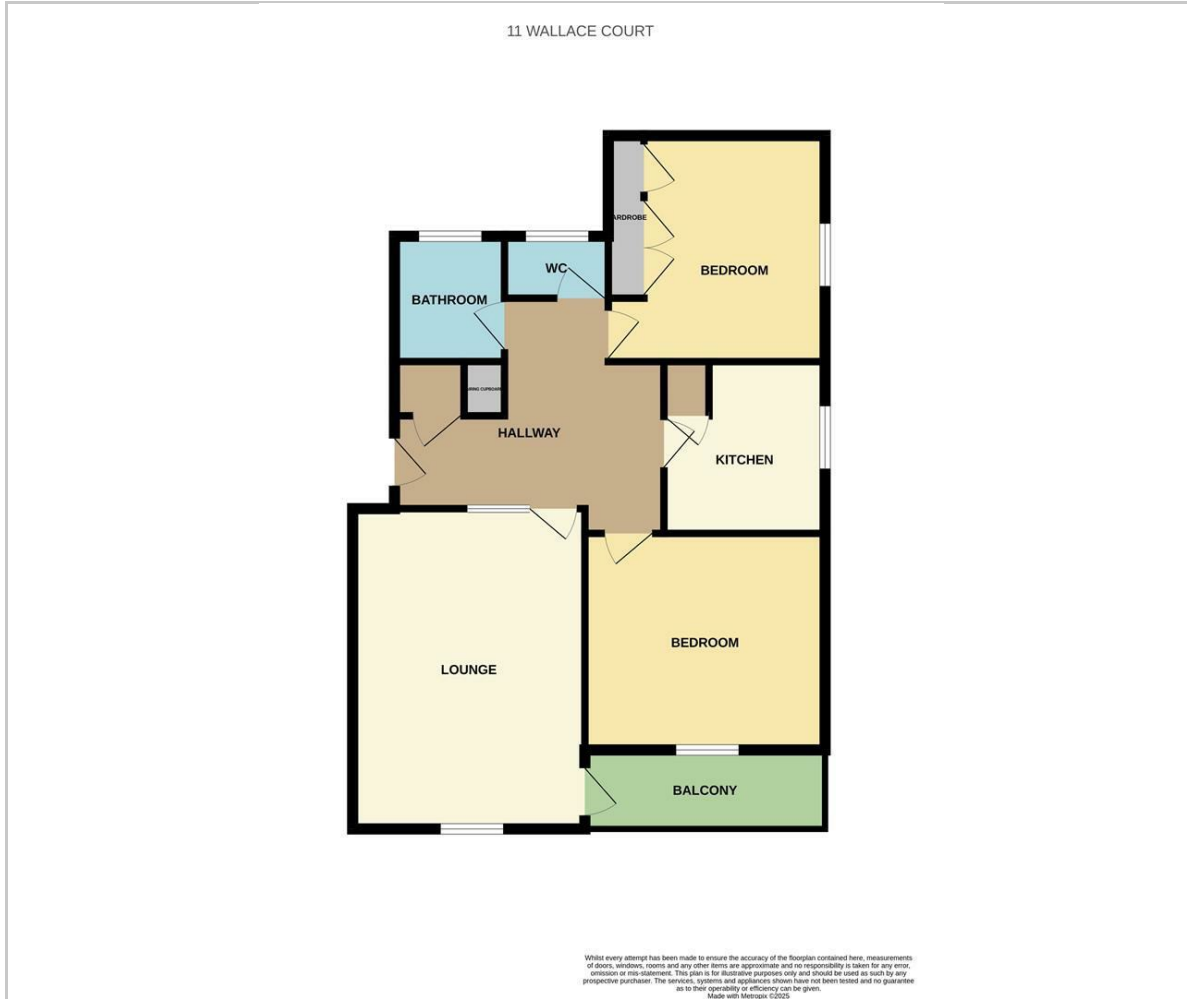 11 WALLACE COURT
ARDROBE
WC
BEDROOM
BATHROOM
HALLWAY
KITCHEN
LOUNGE
BEDROOM
BALCONY
Whilst every attempt has been made to ensure the accuracy of the floorplan contained here, measurements
of doors, windows, rooms and any other items are approximate and no responsibility is taken for any error,
omission or mis-statement. This plan is for illustrative purposes only and should be used as such by any
prospective purchaser. The services, systems and appliances shown have not been tested and no guarantee
as to their operability or efficiency can be given.
Made with Metropix ©2025